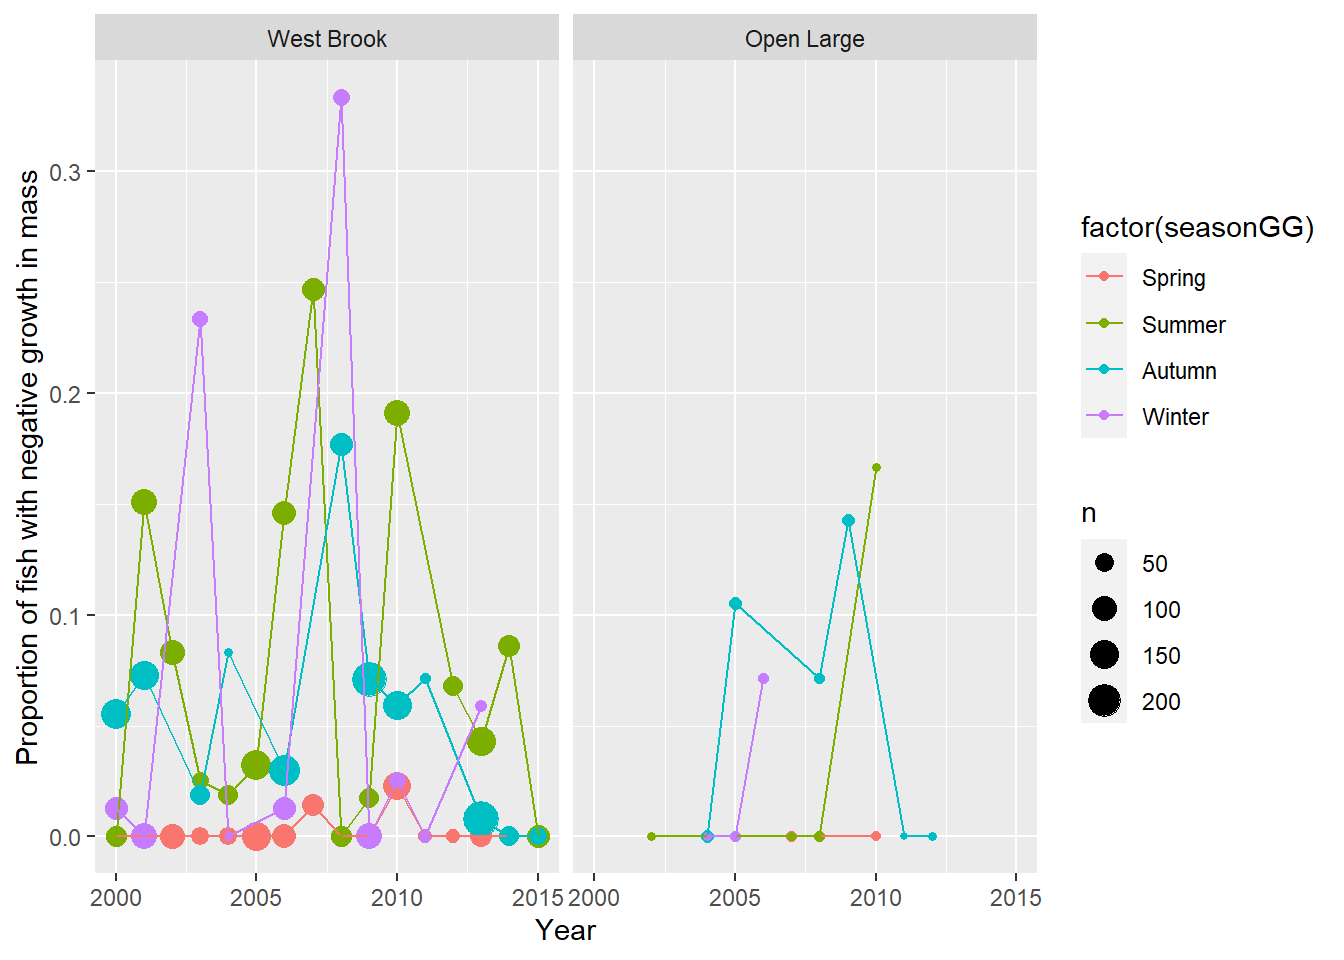 West Brook
Open Large
Proportion of fish with negative growth in mass
0.3
0.2
0.1
0.0
2000
2005
2010
2015
2000
2005
2010
2015
Year
factor(seasonGG)
Spring
Summer
Autumn
Winter
n
50
100
150
200